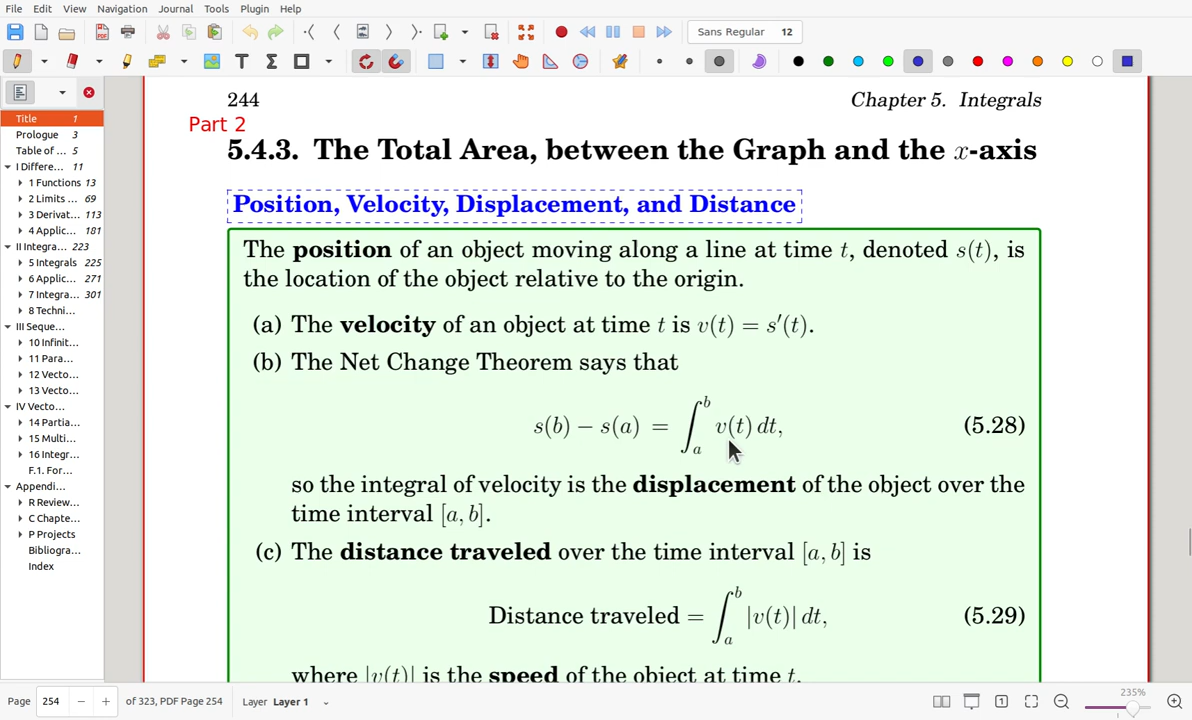 File Edit View Navigation Journal Tools Plugin Help
Sans Regular 12
Title 1
Prologue 3
Table of ... 5
I Differe... 11
1 Functions 13
2 Limits ... 69
3 Derivat... 113
4 Applic... 181
II Integra... 223
5 Integrals 225
6 Applic... 271
7 Integra... 301
8 Techni...
III Seque...
10 Infinit...
11 Para...
12 Vecto...
13 Vecto...
IV Vecto...
14 Partia...
15 Multi...
16 Integr...
F.1. For...
Appendi...
R Review...
C Chapte...
P Projects
Bibliogra...
Index
244 Chapter 5. Integrals
Part 2
5.4.3. The Total Area, between the Graph and the x-axis
Position, Velocity, Displacement, and Distance
The position of an object moving along a line at time t, denoted s(t), is
the location of the object relative to the origin.
(a) The velocity of an object at time t is v(t) = s′(t).
(b) The Net Change Theorem says that
s(b) − s(a) = ∫_a^b v(t) dt, (5.28)
so the integral of velocity is the displacement of the object over the
time interval [a, b].
(c) The distance traveled over the time interval [a, b] is
Distance traveled = ∫_a^b |v(t)| dt, (5.29)
where |v(t)| is the speed of the object at time t.
Page 254 − + of 323, PDF Page 254 Layer Layer 1 235%